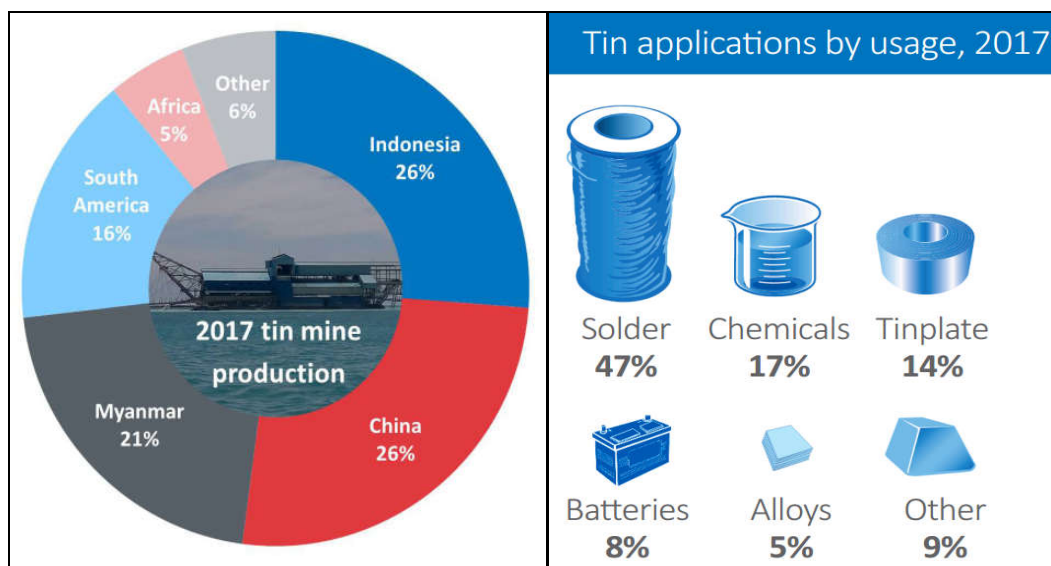 Other
6%
Africa
5%
Indonesia
26%
South
America
16%
2017 tin mine
production
Myanmar
21%
China
26%
Tin applications by usage, 2017
Solder
47%
Chemicals
17%
Tinplate
14%
Batteries
8%
Alloys
5%
Other
9%